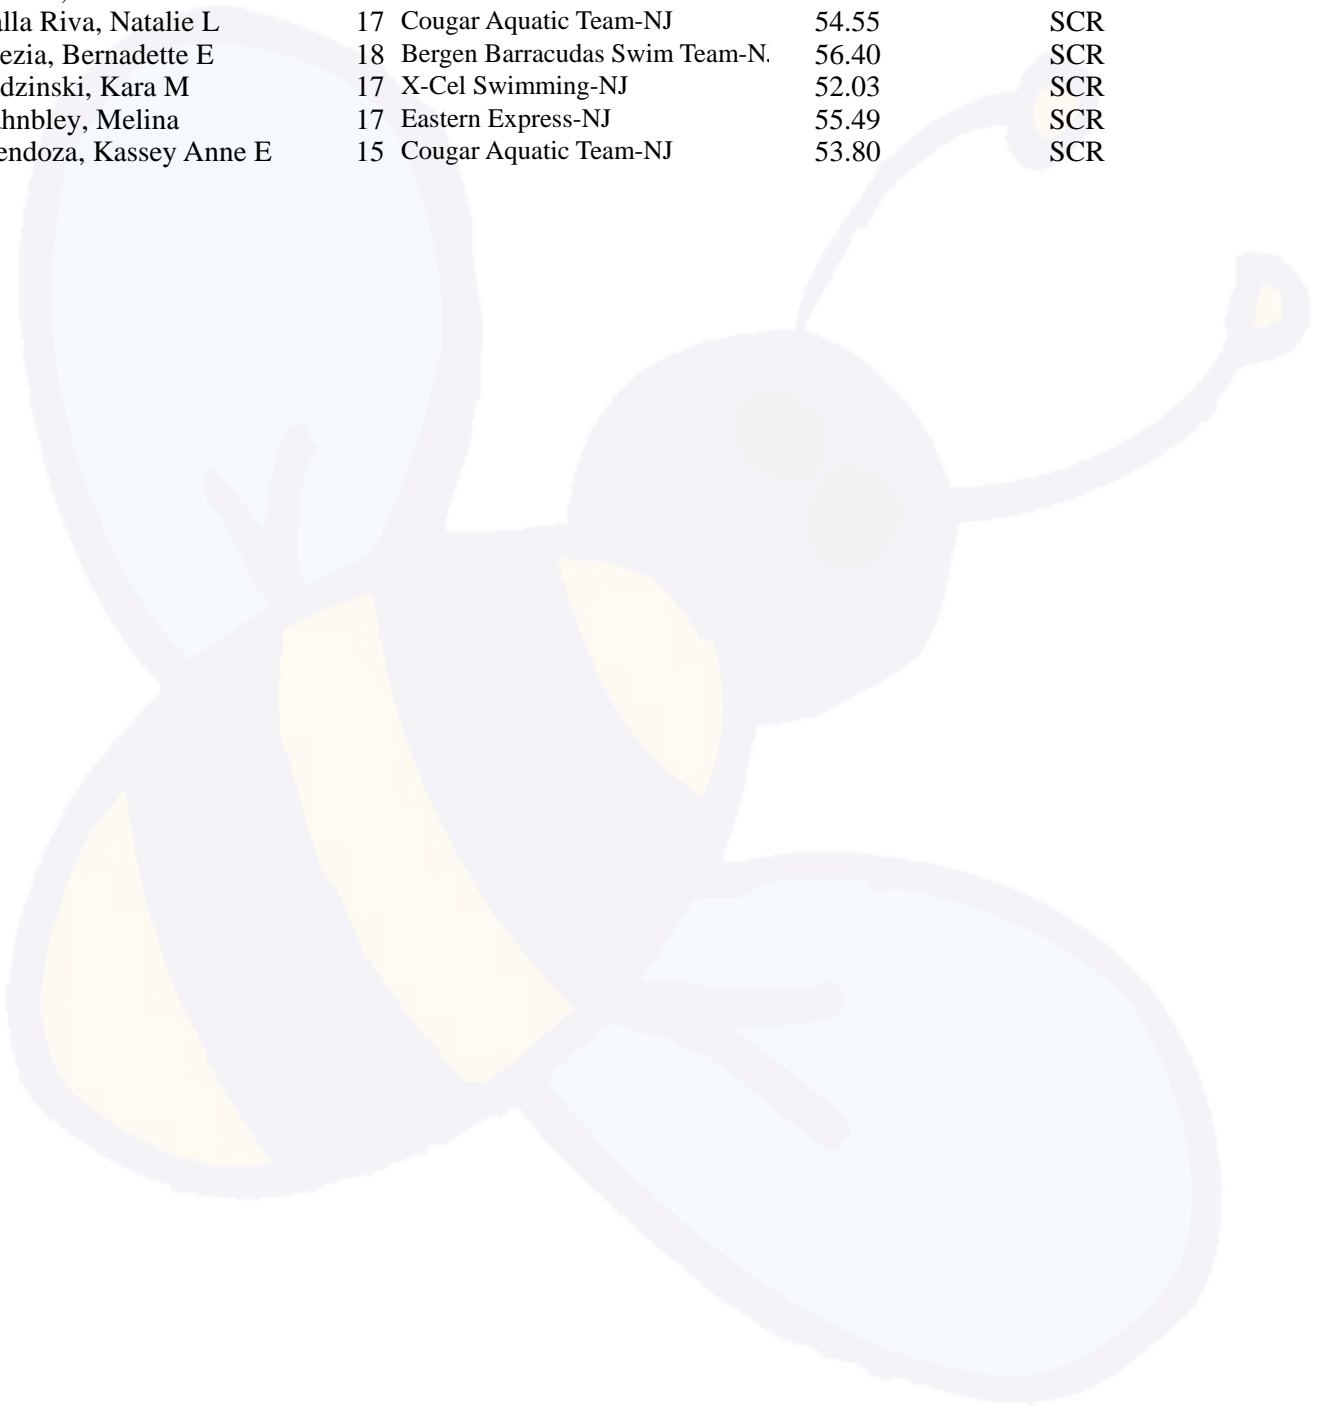 alla Riva, Natalie L 17 Cougar Aquatic Team-NJ 54.55 SCR
ezia, Bernadette E 18 Bergen Barracudas Swim Team-N. 56.40 SCR
dzinski, Kara M 17 X-Cel Swimming-NJ 52.03 SCR
ahnbley, Melina 17 Eastern Express-NJ 55.49 SCR
endoza, Kassey Anne E 15 Cougar Aquatic Team-NJ 53.80 SCR